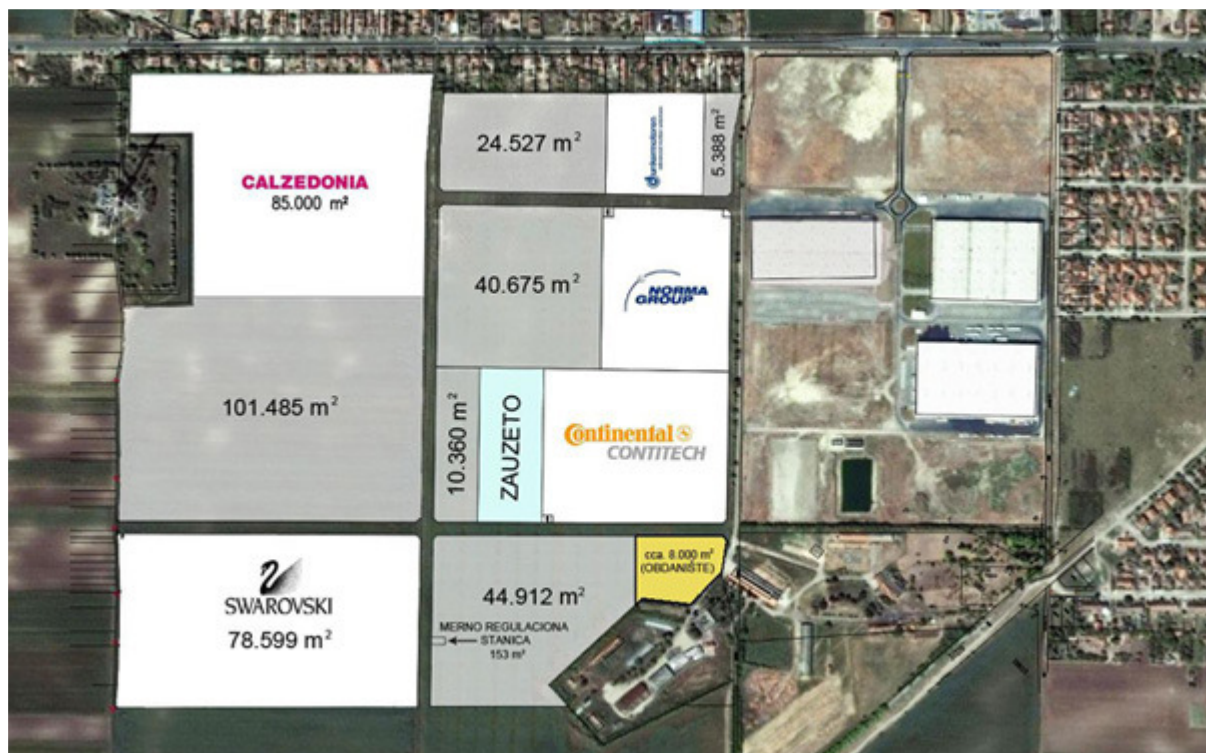 24.527 m²
dunkermotoren
5.388 m²
CALZEDONIA
85.000 m²
40.675 m²
NORMA
GROUP
101.485 m²
10.360 m²
ZAUZETO
Continental
CONTITECH
cca. 8.000 m²
(OBDANIŠTE)
SWAROVSKI
78.599 m²
44.912 m²
MERNO REGULACIONA
STANICA
153 m²